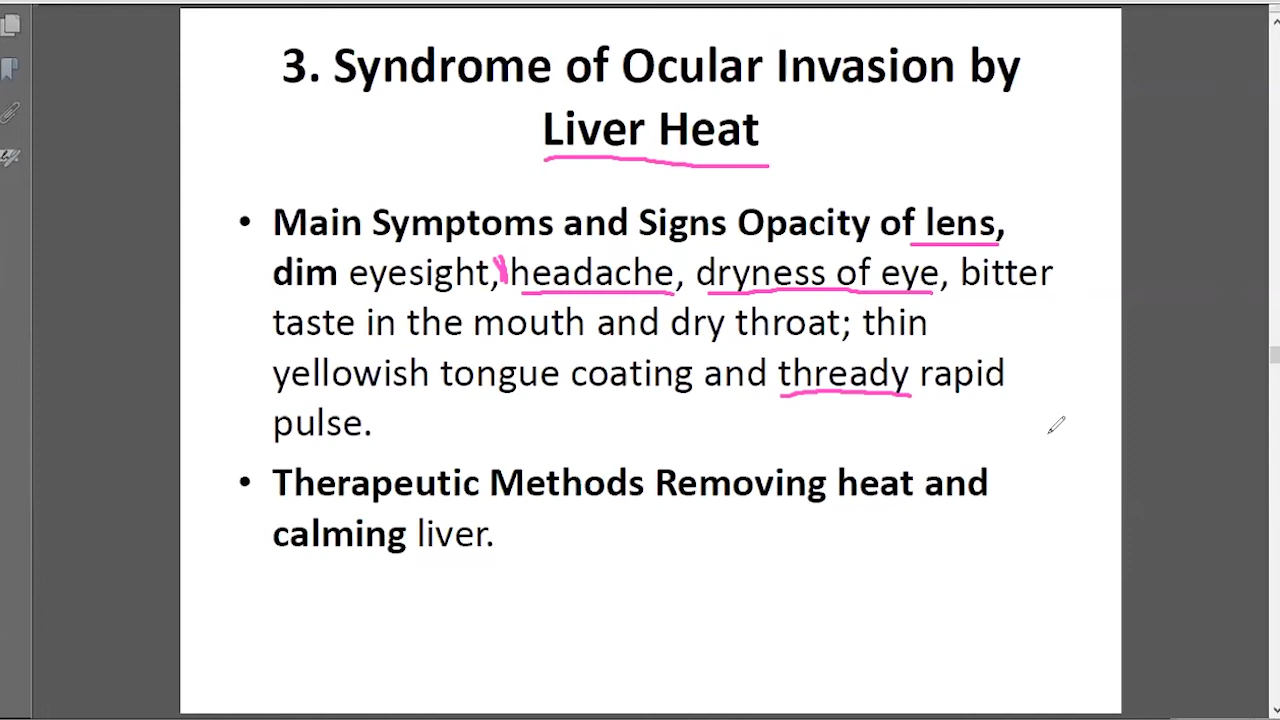 3. Syndrome of Ocular Invasion by
Liver Heat
• Main Symptoms and Signs Opacity of lens,
dim eyesight, headache, dryness of eye, bitter
taste in the mouth and dry throat; thin
yellowish tongue coating and thready rapid
pulse.
• Therapeutic Methods Removing heat and
calming liver.